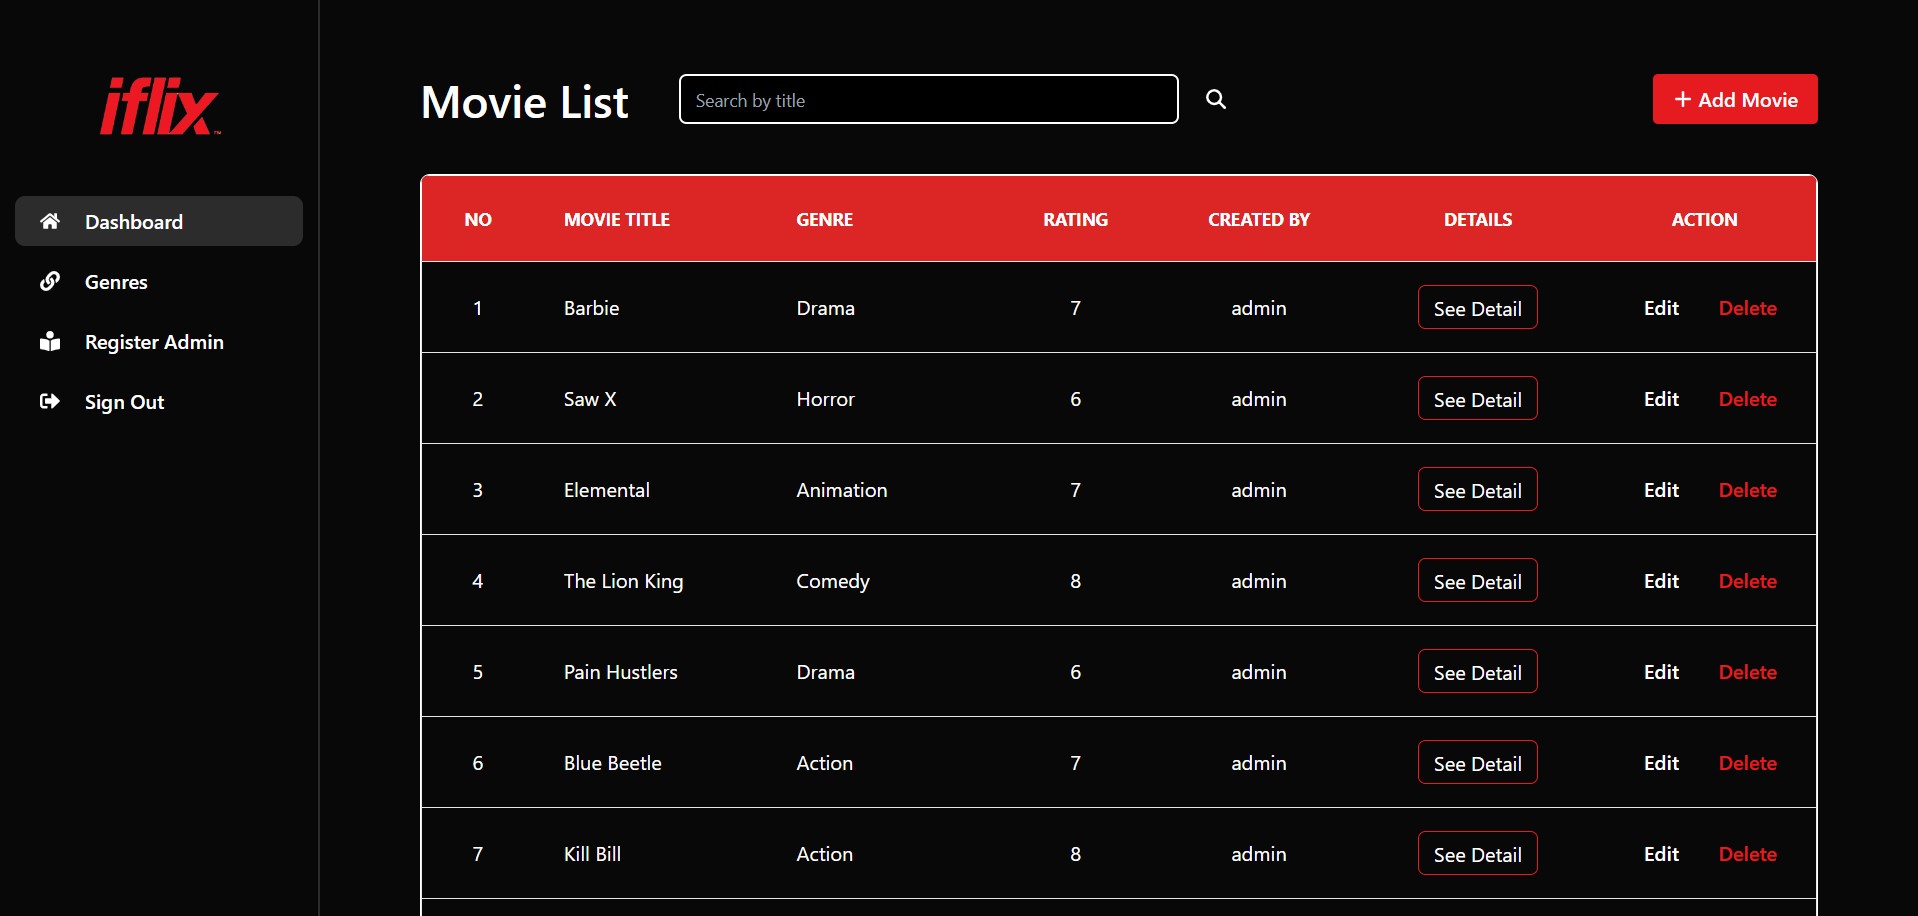 iflix™
Dashboard
Genres
Register Admin
Sign Out
Movie List
Search by title
+ Add Movie
NO MOVIE TITLE GENRE RATING CREATED BY DETAILS ACTION
1 Barbie Drama 7 admin See Detail Edit Delete
2 Saw X Horror 6 admin See Detail Edit Delete
3 Elemental Animation 7 admin See Detail Edit Delete
4 The Lion King Comedy 8 admin See Detail Edit Delete
5 Pain Hustlers Drama 6 admin See Detail Edit Delete
6 Blue Beetle Action 7 admin See Detail Edit Delete
7 Kill Bill Action 8 admin See Detail Edit Delete